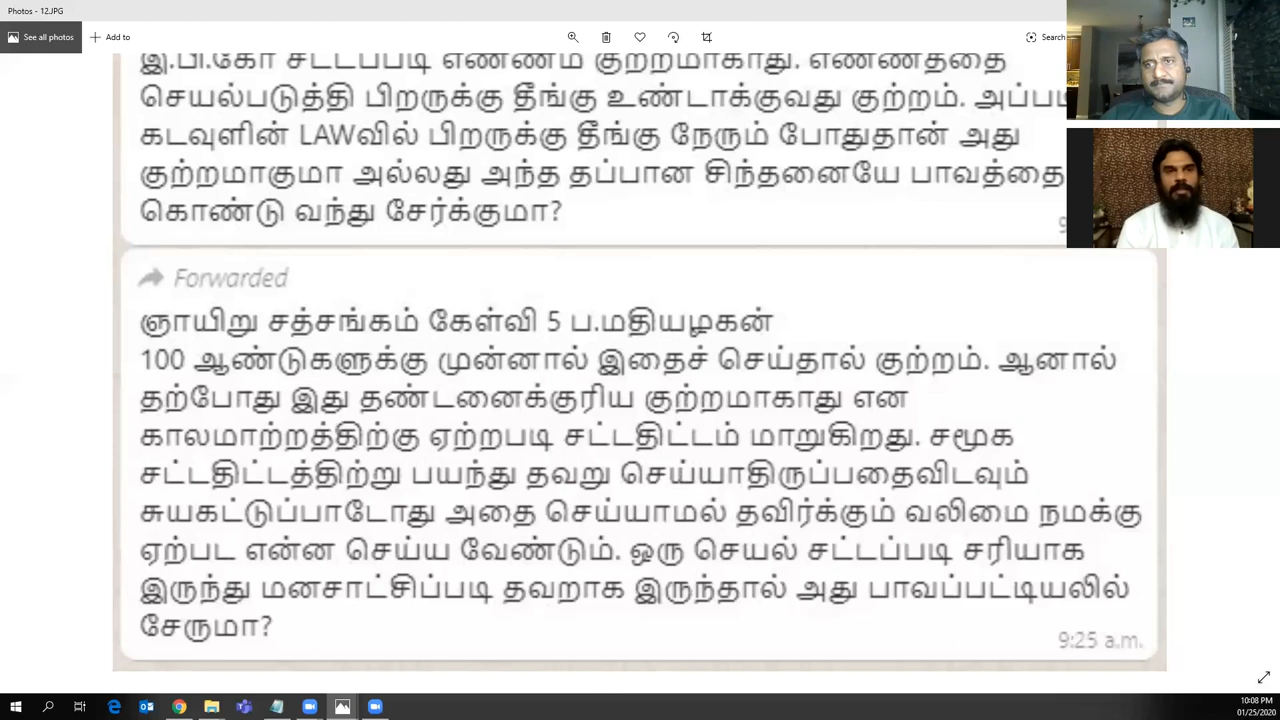 Photos - 12.JPG
See all photos
Add to
Search
இ.பி.கோ சட்டப்படி எண்ணம் குற்றமாகாது. எண்ணத்தை
செயல்படுத்தி பிறருக்கு தீங்கு உண்டாக்குவது குற்றம்.
கடவுளின் LAWவில் பிறருக்கு தீங்கு நேரும் போதுதான் அது
குற்றமாகுமா அல்லது அந்த தப்பான சிந்தனையே பாவத்தை
கொண்டு வந்து சேர்க்குமா?
Forwarded
ஞாயிறு சத்சங்கம் கேள்வி 5 ப.மதியழகன்
100 ஆண்டுகளுக்கு முன்னால் இதைச் செய்தால் குற்றம். ஆனால்
தற்போது இது தண்டனைக்குரிய குற்றமாகாது என
காலமாற்றத்திற்கு ஏற்றபடி சட்டதிட்டம் மாறுகிறது. சமூக
சட்டதிட்டத்திற்று பயந்து தவறு செய்யாதிருப்பதைவிடவும்
சுயகட்டுப்பாடோது அதை செய்யாமல் தவிர்க்கும் வலிமை நமக்கு
ஏற்பட என்ன செய்ய வேண்டும். ஒரு செயல் சட்டப்படி சரியாக
இருந்து மனசாட்சிப்படி தவறாக இருந்தால் அது பாவப்பட்டியலில்
சேருமா?
9:25 a.m.
10:08 PM
01/25/2020